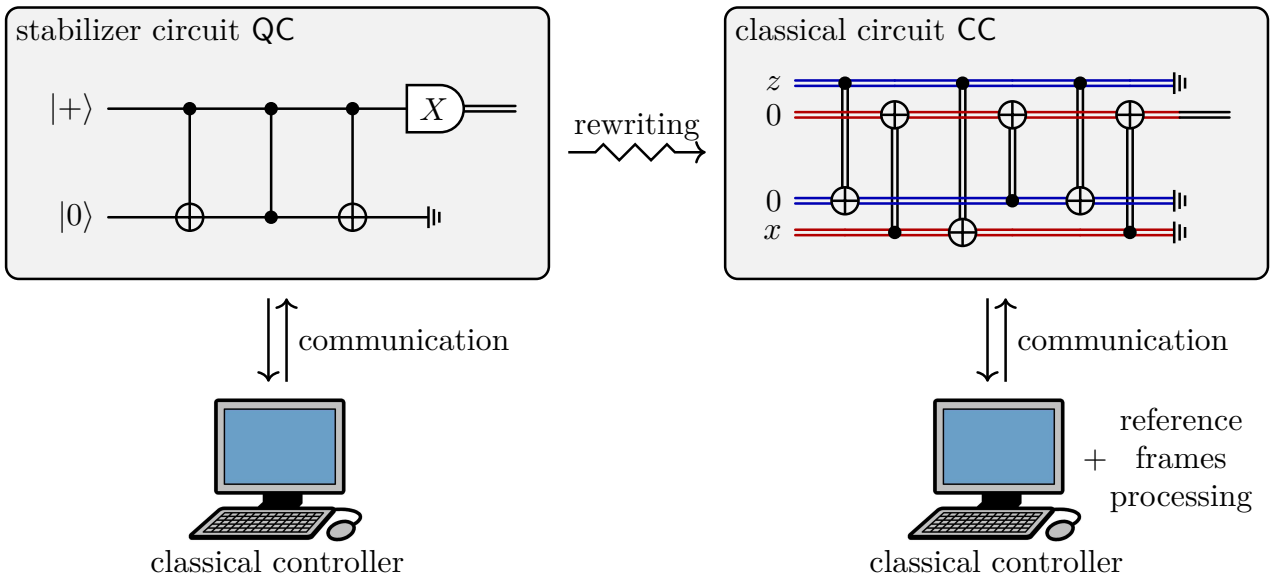 stabilizer circuit QC
classical circuit CC
|+⟩
X
|0⟩
rewriting
z
0
0
x
communication
communication
classical controller
+
reference
frames
processing
classical controller